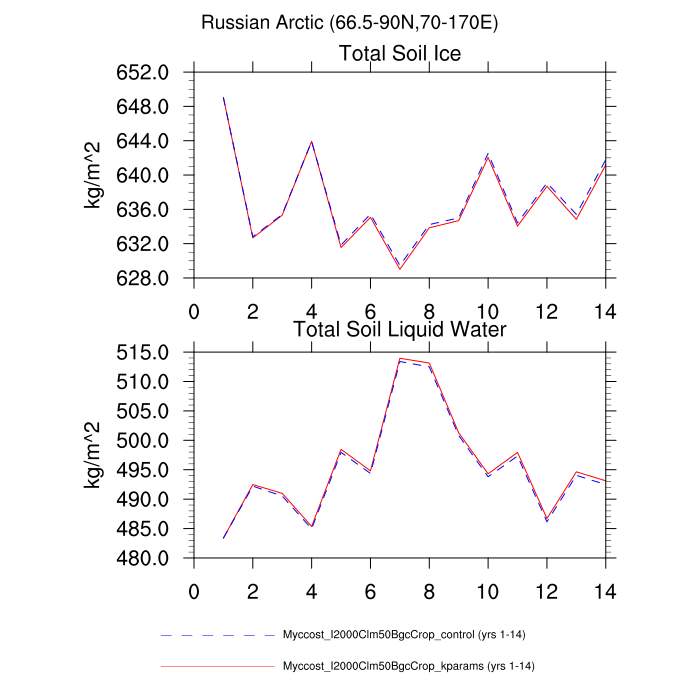 Russian Arctic (66.5-90N,70-170E)
Total Soil Ice
652.0
648.0
644.0
640.0
636.0
632.0
628.0
kg/m^2
0 2 4 6 8 10 12 14
Total Soil Liquid Water
515.0
510.0
505.0
500.0
495.0
490.0
485.0
480.0
kg/m^2
0 2 4 6 8 10 12 14
Myccost_I2000Clm50BgcCrop_control (yrs 1-14)
Myccost_I2000Clm50BgcCrop_kparams (yrs 1-14)